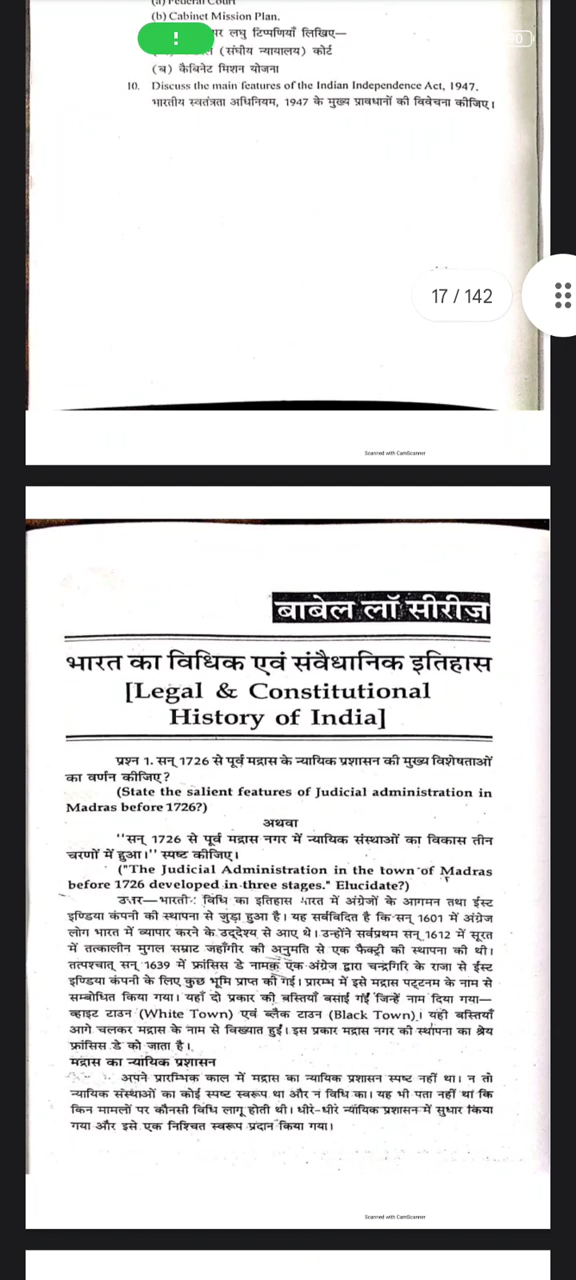 (a) Federal Court
(b) Cabinet Mission Plan.
पर लघु टिप्पणियाँ लिखिए—
(संघीय न्यायालय) कोर्ट
(ब) कैबिनेट मिशन योजना
10. Discuss the main features of the Indian Independence Act, 1947.
भारतीय स्वतंत्रता अधिनियम, 1947 के मुख्य प्रावधानों की विवेचना कीजिए।
17 / 142
Scanned with CamScanner
बाबेल लॉ सीरीज़
भारत का विधिक एवं संवैधानिक इतिहास
[Legal & Constitutional
History of India]
प्रश्न 1. सन् 1726 से पूर्व मद्रास के न्यायिक प्रशासन की मुख्य विशेषताओं
का वर्णन कीजिए?
(State the salient features of Judicial administration in
Madras before 1726?)
अथवा
"सन् 1726 से पूर्व मद्रास नगर में न्यायिक संस्थाओं का विकास तीन
चरणों में हुआ।" स्पष्ट कीजिए।
("The Judicial Administration in the town of Madras
before 1726 developed in three stages." Elucidate?)
उत्तर—भारतीय विधि का इतिहास भारत में अंग्रेजों के आगमन तथा ईस्ट
इण्डिया कंपनी की स्थापना से जुड़ा हुआ है। यह सर्वविदित है कि सन् 1601 में अंग्रेज
लोग भारत में व्यापार करने के उद्देश्य से आए थे। उन्होंने सर्वप्रथम सन् 1612 में सूरत
में तत्कालीन मुगल सम्राट जहाँगीर की अनुमति से एक फैक्ट्री की स्थापना की थी।
तत्पश्चात् सन् 1639 में फ्रांसिस डे नामक एक अंग्रेज द्वारा चन्द्रगिरि के राजा से ईस्ट
इण्डिया कंपनी के लिए कुछ भूमि प्राप्त की गई। प्रारम्भ में इसे मद्रास पट्टनम के नाम से
सम्बोधित किया गया। यहाँ दो प्रकार की बस्तियाँ बसाई गईं जिन्हें नाम दिया गया—
व्हाइट टाउन (White Town) एवं ब्लैक टाउन (Black Town)। यही बस्तियाँ
आगे चलकर मद्रास के नाम से विख्यात हुईं। इस प्रकार मद्रास नगर की स्थापना का श्रेय
फ्रांसिस डे को जाता है।
मद्रास का न्यायिक प्रशासन
अपने प्रारम्भिक काल में मद्रास का न्यायिक प्रशासन स्पष्ट नहीं था। न तो
न्यायिक संस्थाओं का कोई स्पष्ट स्वरूप था और न विधि का। यह भी पता नहीं था कि
किन मामलों पर कौनसी विधि लागू होती थी। धीरे-धीरे न्यायिक प्रशासन में सुधार किया
गया और इसे एक निश्चित स्वरूप प्रदान किया गया।
Scanned with CamScanner